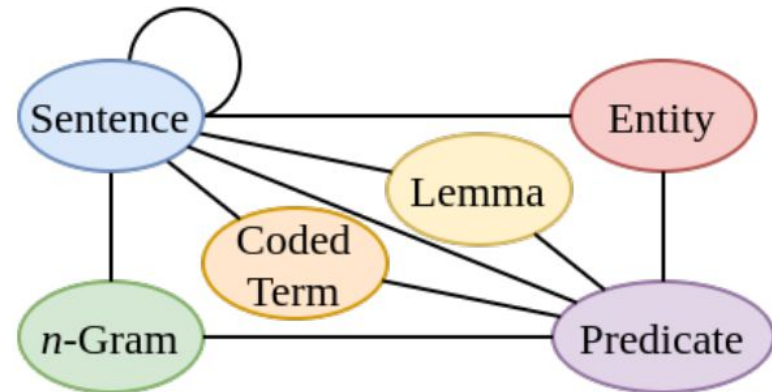 Sentence
Entity
Lemma
Coded
Term
n-Gram
Predicate